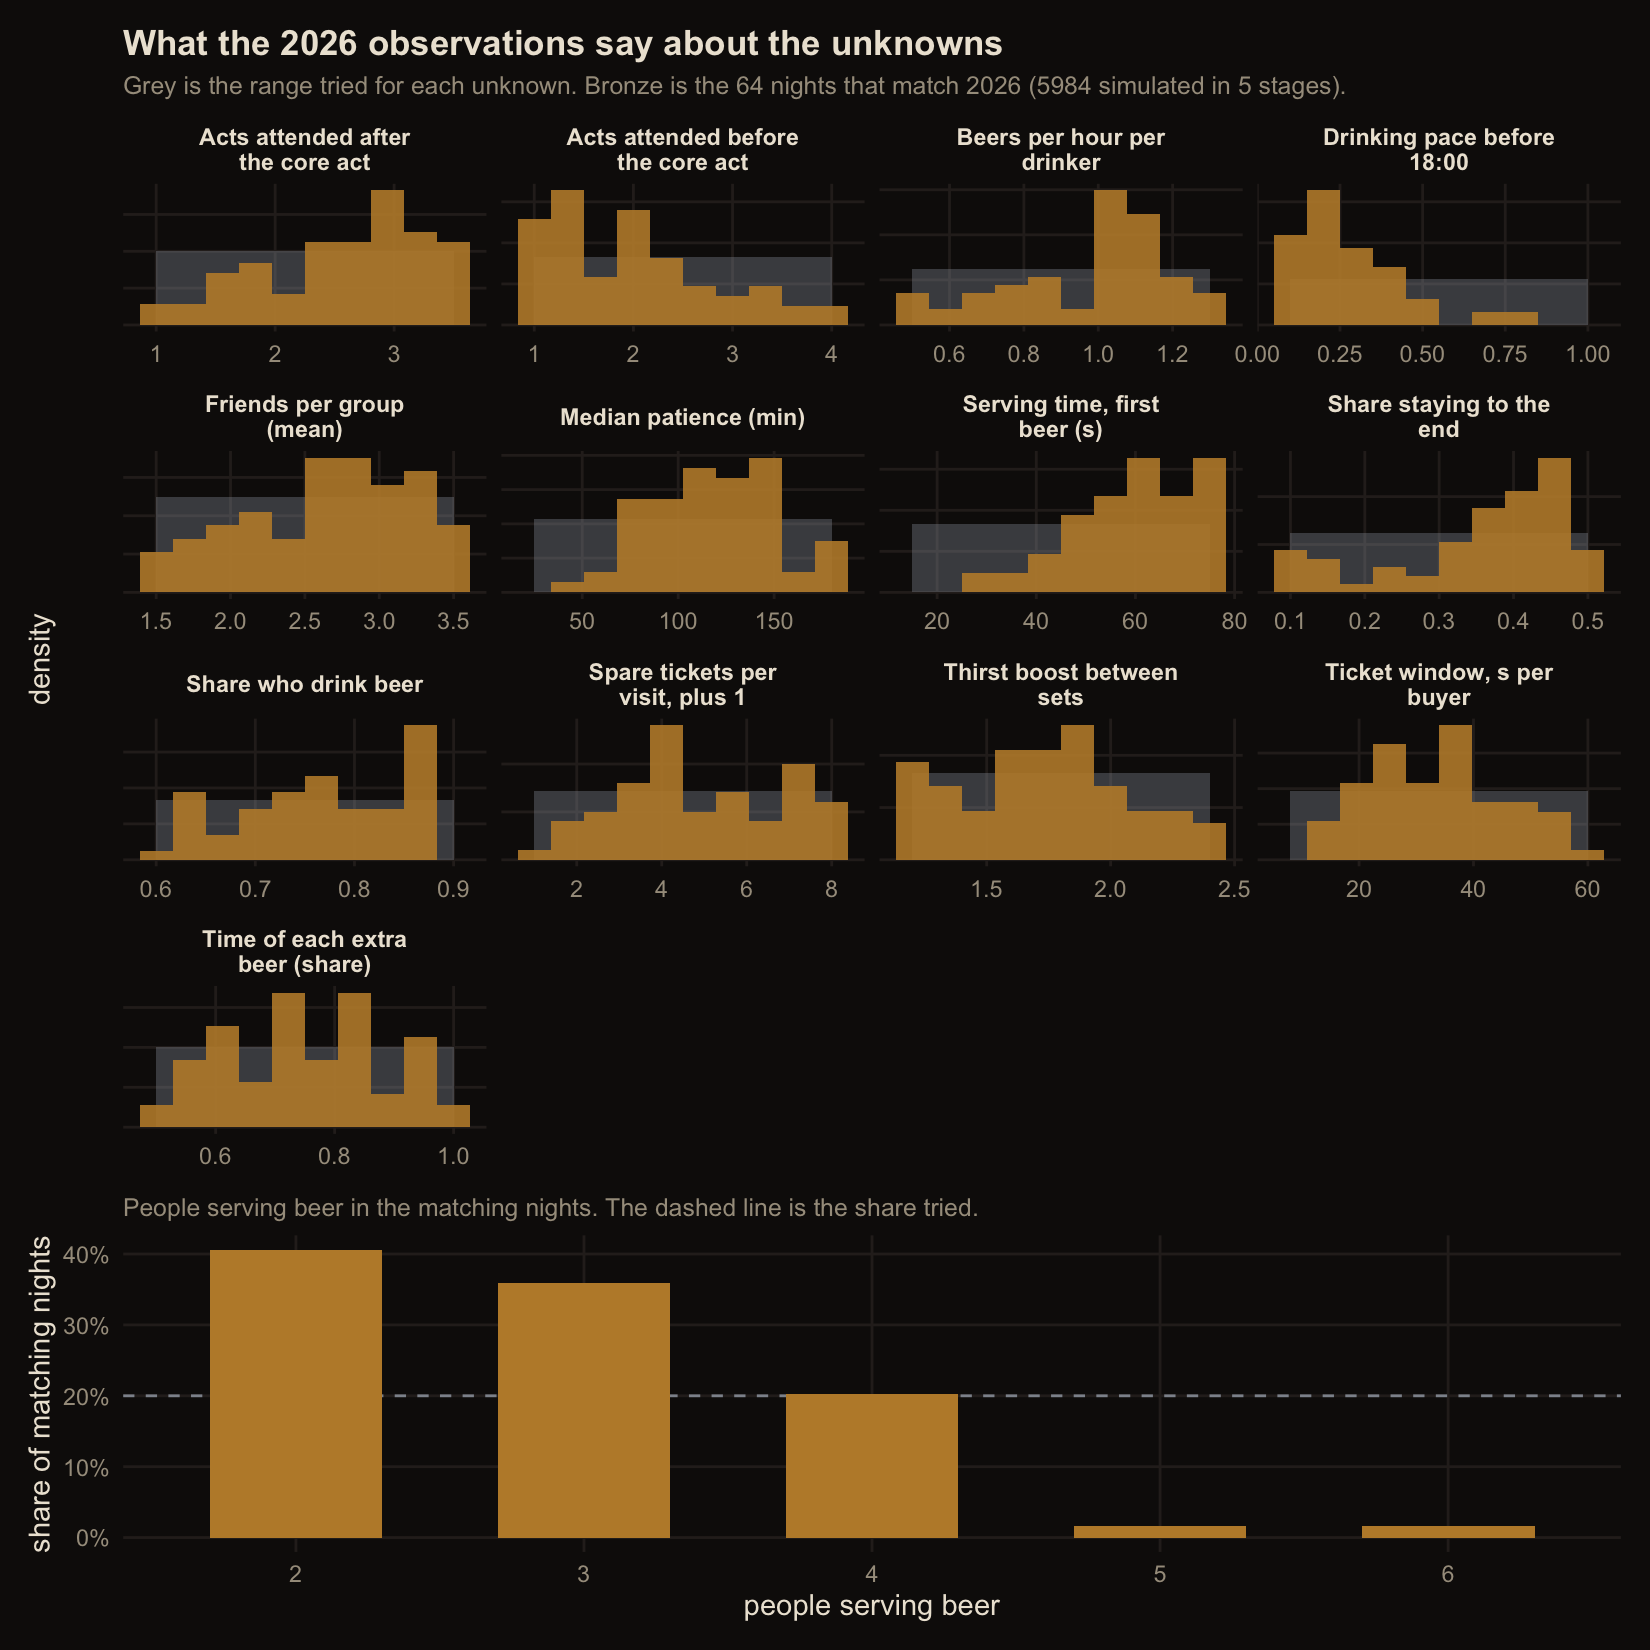 What the 2026 observations say about the unknowns
Grey is the range tried for each unknown. Bronze is the 64 nights that match 2026 (5984 simulated in 5 stages).
Acts attended after
the core act
Acts attended before
the core act
Beers per hour per
drinker
Drinking pace before
18:00
1 2 3
1 2 3 4
0.6 0.8 1.0 1.2
0.00 0.25 0.50 0.75 1.00
Friends per group
(mean)
Median patience (min)
Serving time, first
beer (s)
Share staying to the
end
1.5 2.0 2.5 3.0 3.5
50 100 150
20 40 60 80
0.1 0.2 0.3 0.4 0.5
density
Share who drink beer
Spare tickets per
visit, plus 1
Thirst boost between
sets
Ticket window, s per
buyer
0.6 0.7 0.8 0.9
2 4 6 8
1.5 2.0 2.5
20 40 60
Time of each extra
beer (share)
0.6 0.8 1.0
People serving beer in the matching nights. The dashed line is the share tried.
share of matching nights
40%
30%
20%
10%
0%
2 3 4 5 6
people serving beer